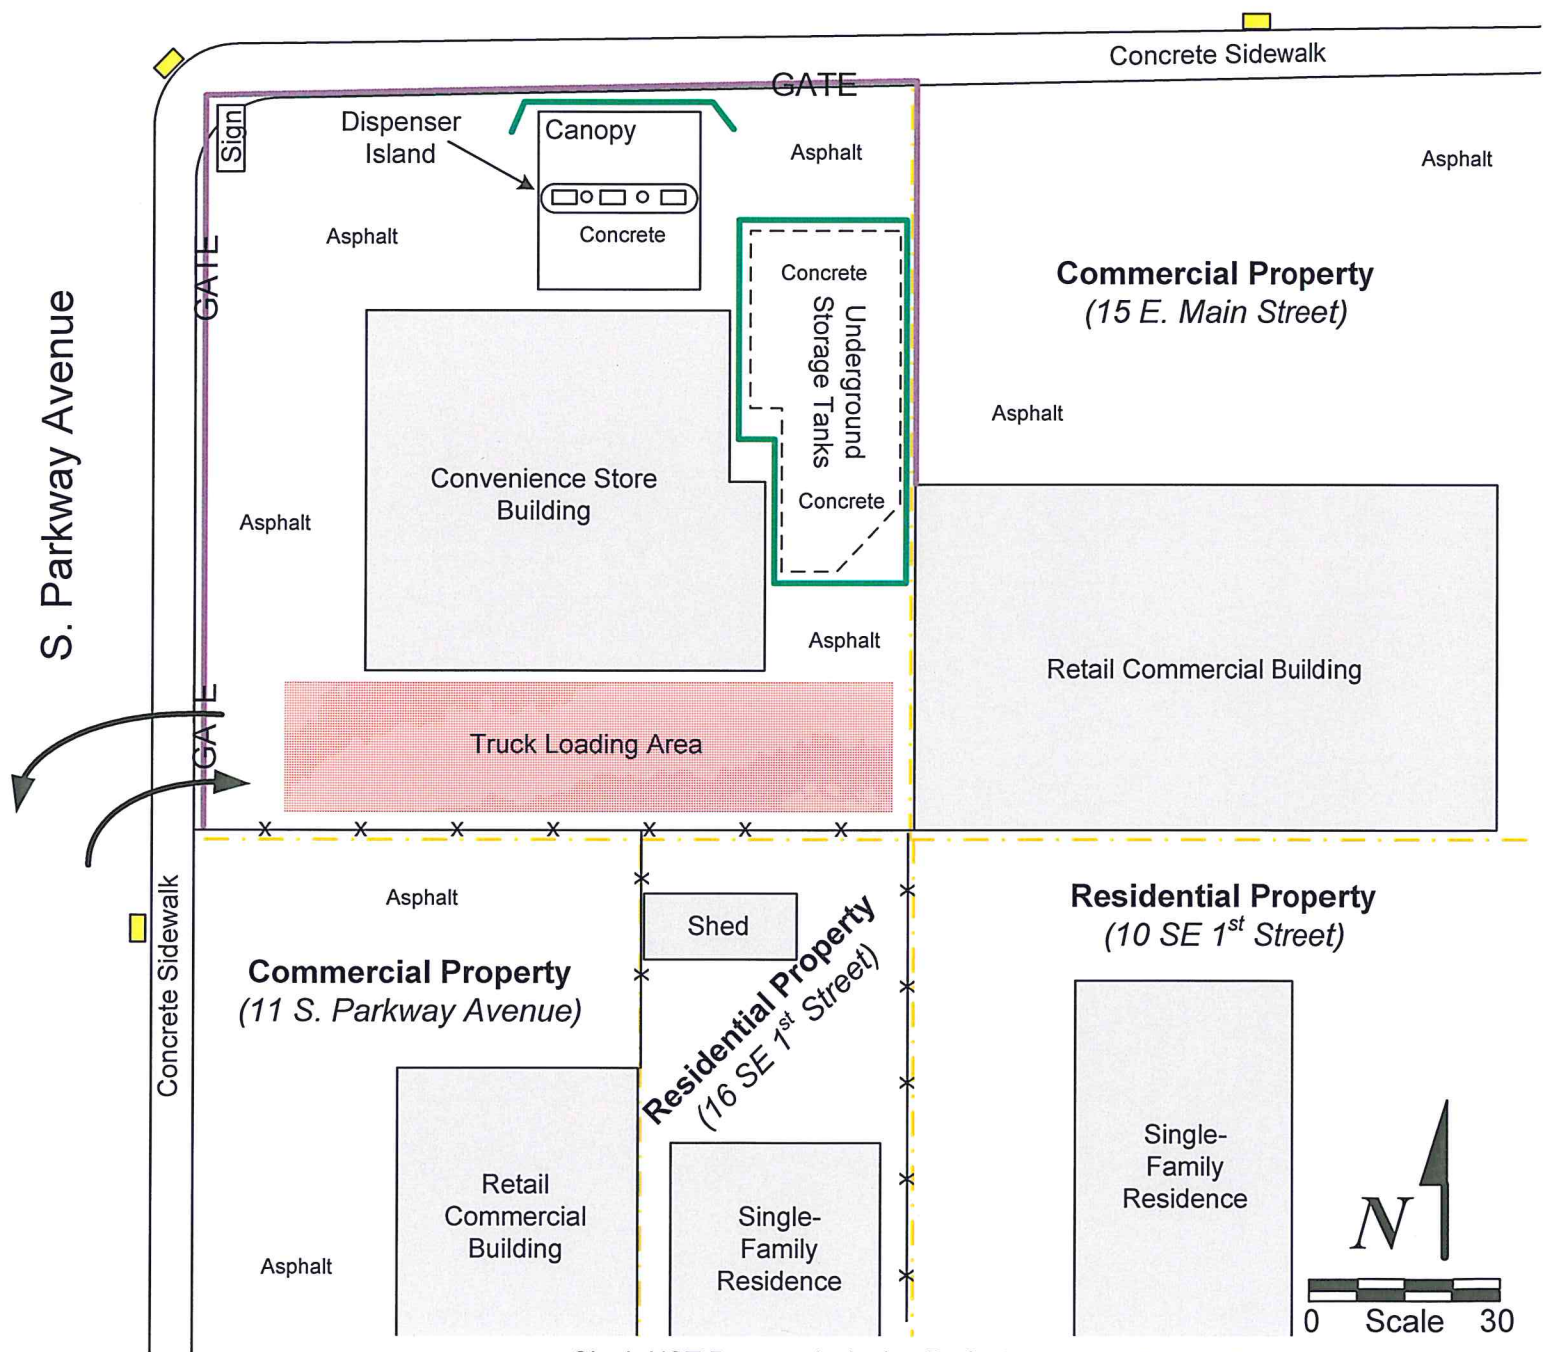 Concrete Sidewalk
GATE
Sign
Dispenser
Island
Canopy
Asphalt
Asphalt
Asphalt
Concrete
GATE
Concrete
Underground
Storage Tanks
Concrete
Commercial Property
(15 E. Main Street)
Asphalt
S. Parkway Avenue
Convenience Store
Building
Asphalt
Asphalt
Retail Commercial Building
GATE
Truck Loading Area
X X X X X X X
Asphalt
Shed
Concrete Sidewalk
Commercial Property
(11 S. Parkway Avenue)
Residential Property
(16 SE 1st Street)
Residential Property
(10 SE 1st Street)
Retail
Commercial
Building
Asphalt
Single-
Family
Residence
Single-
Family
Residence
N
0 Scale 30